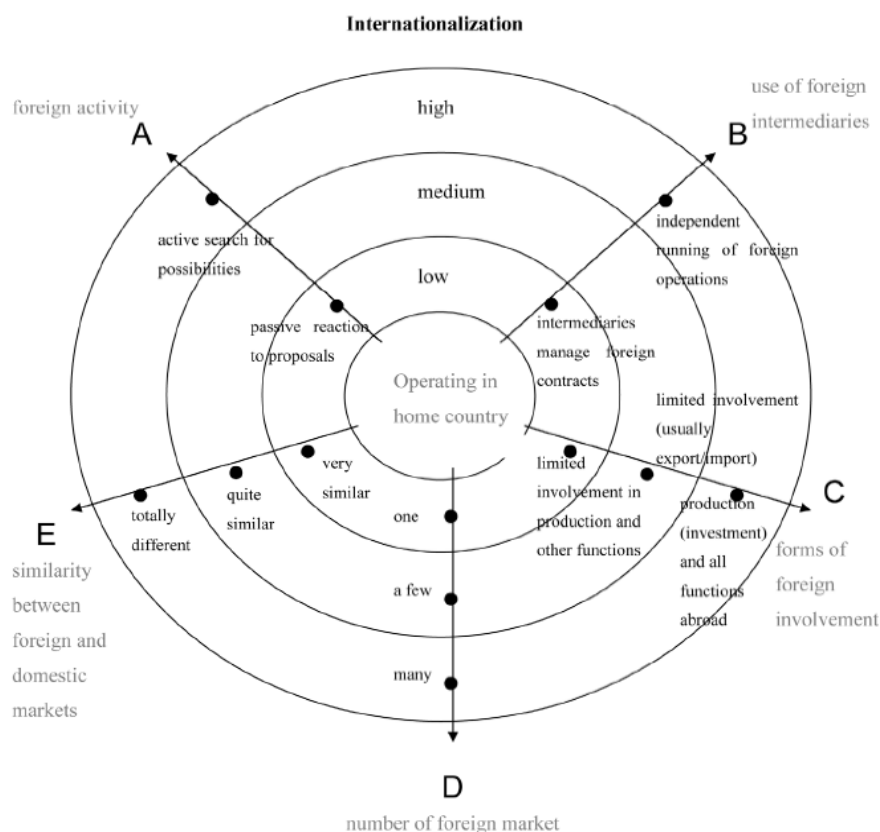 Internationalization
foreign activity
A
use of foreign
intermediaries
B
high
medium
low
active search for
possibilities
independent
running of foreign
operations
passive reaction
to proposals
intermediaries
manage foreign
contracts
Operating in
home country
limited involvement
(usually
export/import)
very
similar
quite
similar
totally
different
limited
involvement in
production and
other functions
production
(investment)
and all
functions
abroad
C
forms of
foreign
involvement
E
similarity
between
foreign and
domestic
markets
one
a few
many
D
number of foreign market